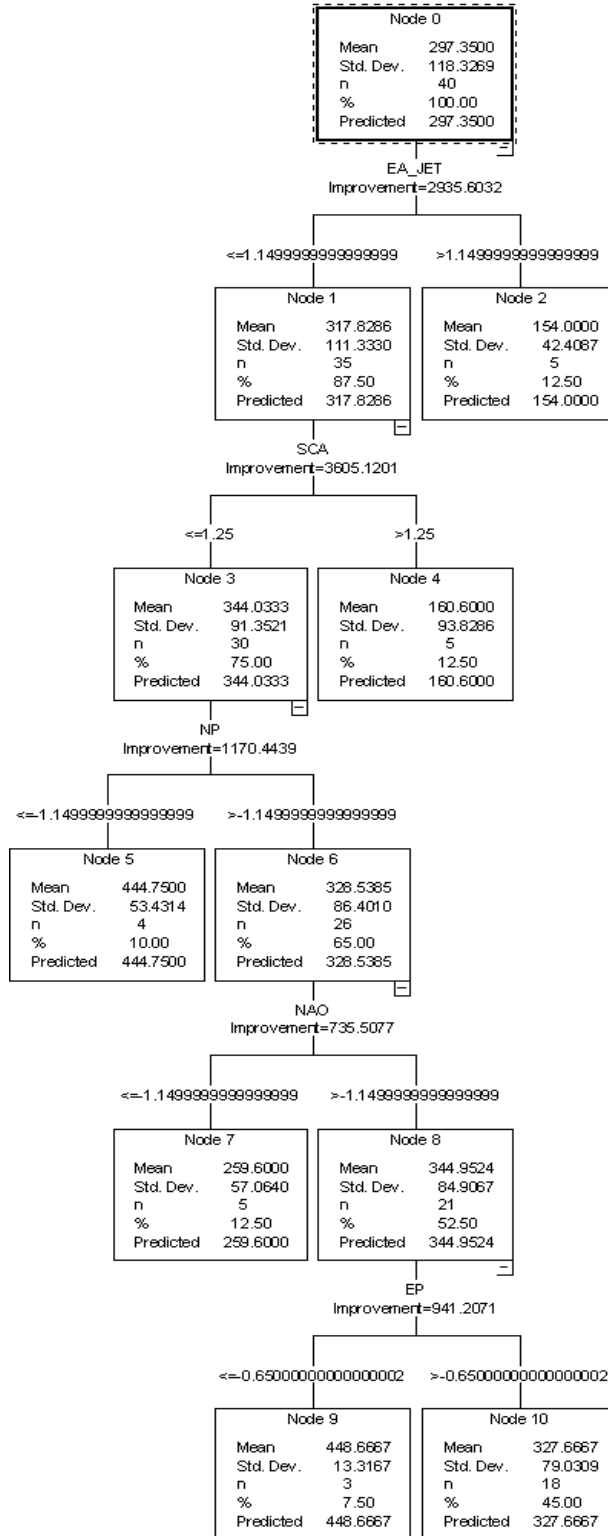 Node 0
Mean 297.3500
Std. Dev. 118.3269
n 40
% 100.00
Predicted 297.3500
EA_JET
Improvement=2935.6032
<=1.1499999999999999
>1.1499999999999999
Node 1
Mean 317.8286
Std. Dev. 111.3330
n 35
% 87.50
Predicted 317.8286
Node 2
Mean 154.0000
Std. Dev. 42.4087
n 5
% 12.50
Predicted 154.0000
SCA
Improvement=3605.1201
<=1.25
>1.25
Node 3
Mean 344.0333
Std. Dev. 91.3521
n 30
% 75.00
Predicted 344.0333
Node 4
Mean 160.6000
Std. Dev. 93.8286
n 5
% 12.50
Predicted 160.6000
NP
Improvement=1170.4439
<=-1.1499999999999999
>-1.1499999999999999
Node 5
Mean 444.7500
Std. Dev. 53.4314
n 4
% 10.00
Predicted 444.7500
Node 6
Mean 328.5385
Std. Dev. 86.4010
n 26
% 65.00
Predicted 328.5385
NAO
Improvement=735.5077
<=-1.1499999999999999
>-1.1499999999999999
Node 7
Mean 259.6000
Std. Dev. 57.0640
n 5
% 12.50
Predicted 259.6000
Node 8
Mean 344.9524
Std. Dev. 84.9067
n 21
% 52.50
Predicted 344.9524
EP
Improvement=941.2071
<=-0.65000000000000002
>-0.65000000000000002
Node 9
Mean 448.6667
Std. Dev. 13.3167
n 3
% 7.50
Predicted 448.6667
Node 10
Mean 327.6667
Std. Dev. 79.0309
n 18
% 45.00
Predicted 327.6667